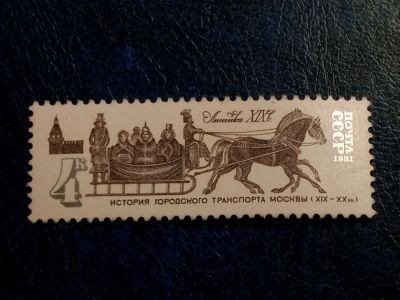 Линейка XIX в.
ПОЧТА
СССР
1981
4К
ИСТОРИЯ ГОРОДСКОГО ТРАНСПОРТА МОСКВЫ (XIX-XX вв.)